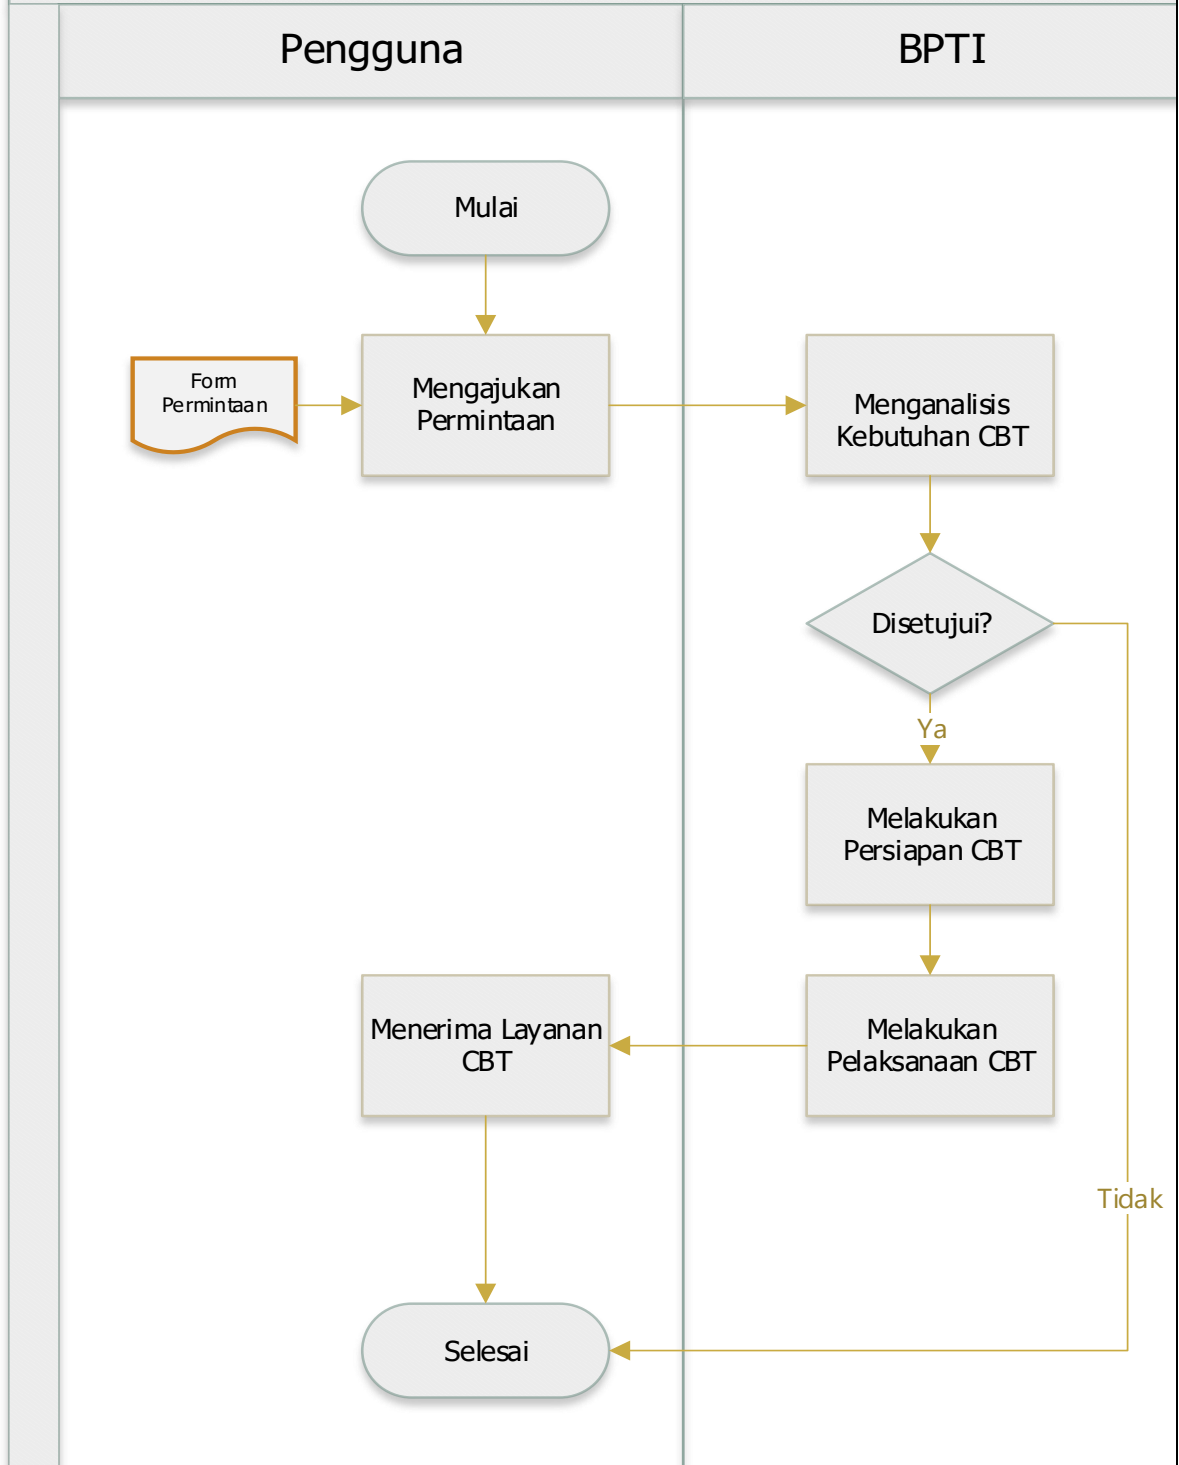 Pengguna
BPTI
Mulai
Form
Permintaan
Mengajukan
Permintaan
Menganalisis
Kebutuhan CBT
Disetujui?
Ya
Melakukan
Persiapan CBT
Menerima Layanan
CBT
Melakukan
Pelaksanaan CBT
Tidak
Selesai